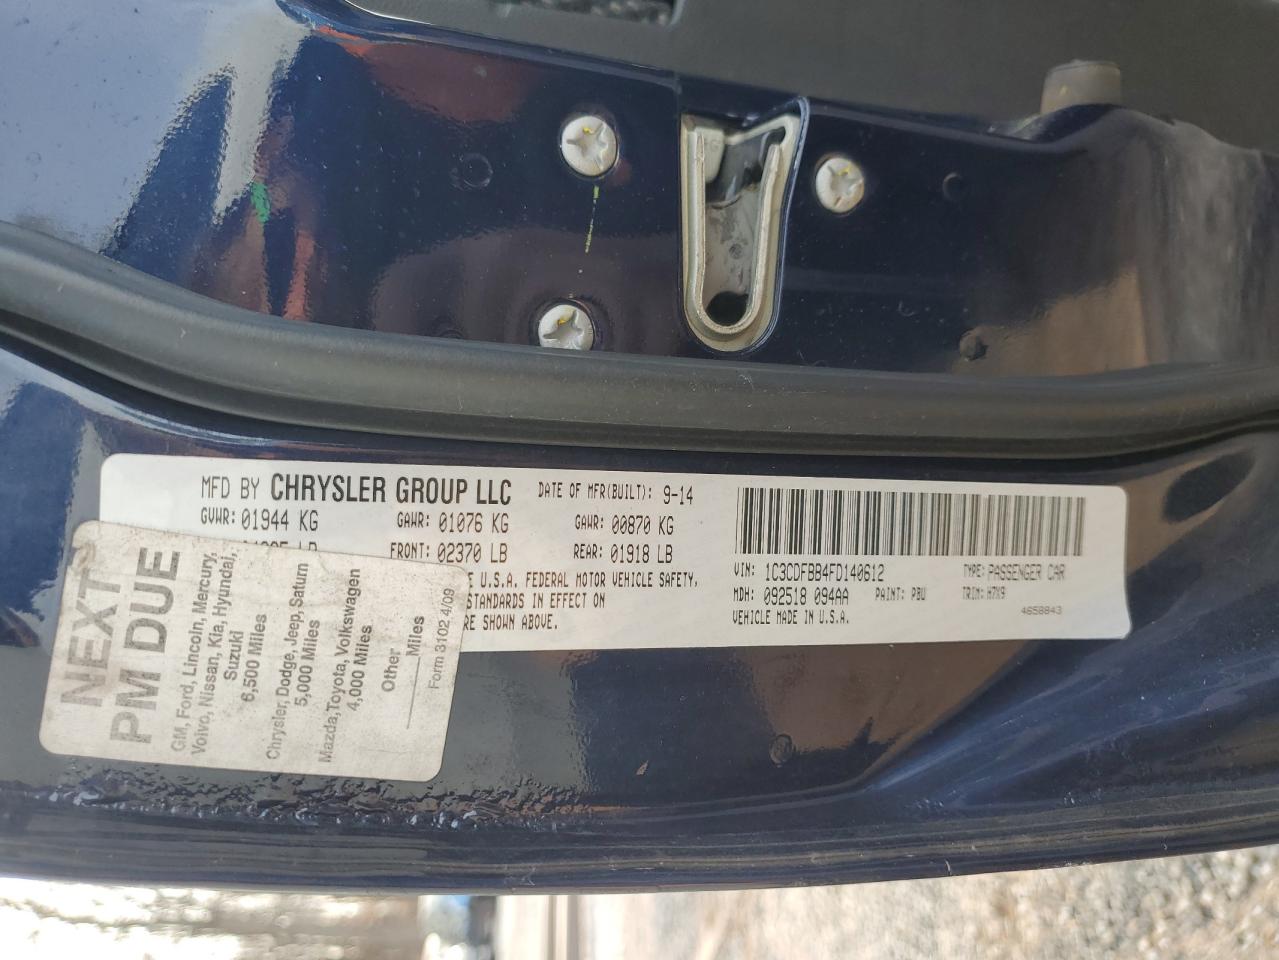 MFD BY CHRYSLER GROUP LLC DATE OF MFR(BUILT): 9-14
GVWR: 01944 KG GAWR: 01076 KG GAWR: 00870 KG
LB FRONT: 02370 LB REAR: 01918 LB
E U.S.A. FEDERAL MOTOR VEHICLE SAFETY,
STANDARDS IN EFFECT ON
RE SHOWN ABOVE.
VIN: 1C3CDFBB4FD140612 TYPE: PASSENGER CAR
MDH: 092518 094AA PAINT: PBU TRIM: H7X9
VEHICLE MADE IN U.S.A. 4658843
NEXT
PM DUE
GM, Ford, Lincoln, Mercury,
Volvo, Nissan, Kia, Hyundai,
Suzuki
6,500 Miles
Chrysler, Dodge, Jeep, Saturn
5,000 Miles
Mazda, Toyota, Volkswagen
4,000 Miles
Other
Miles
Form 3102 4/09